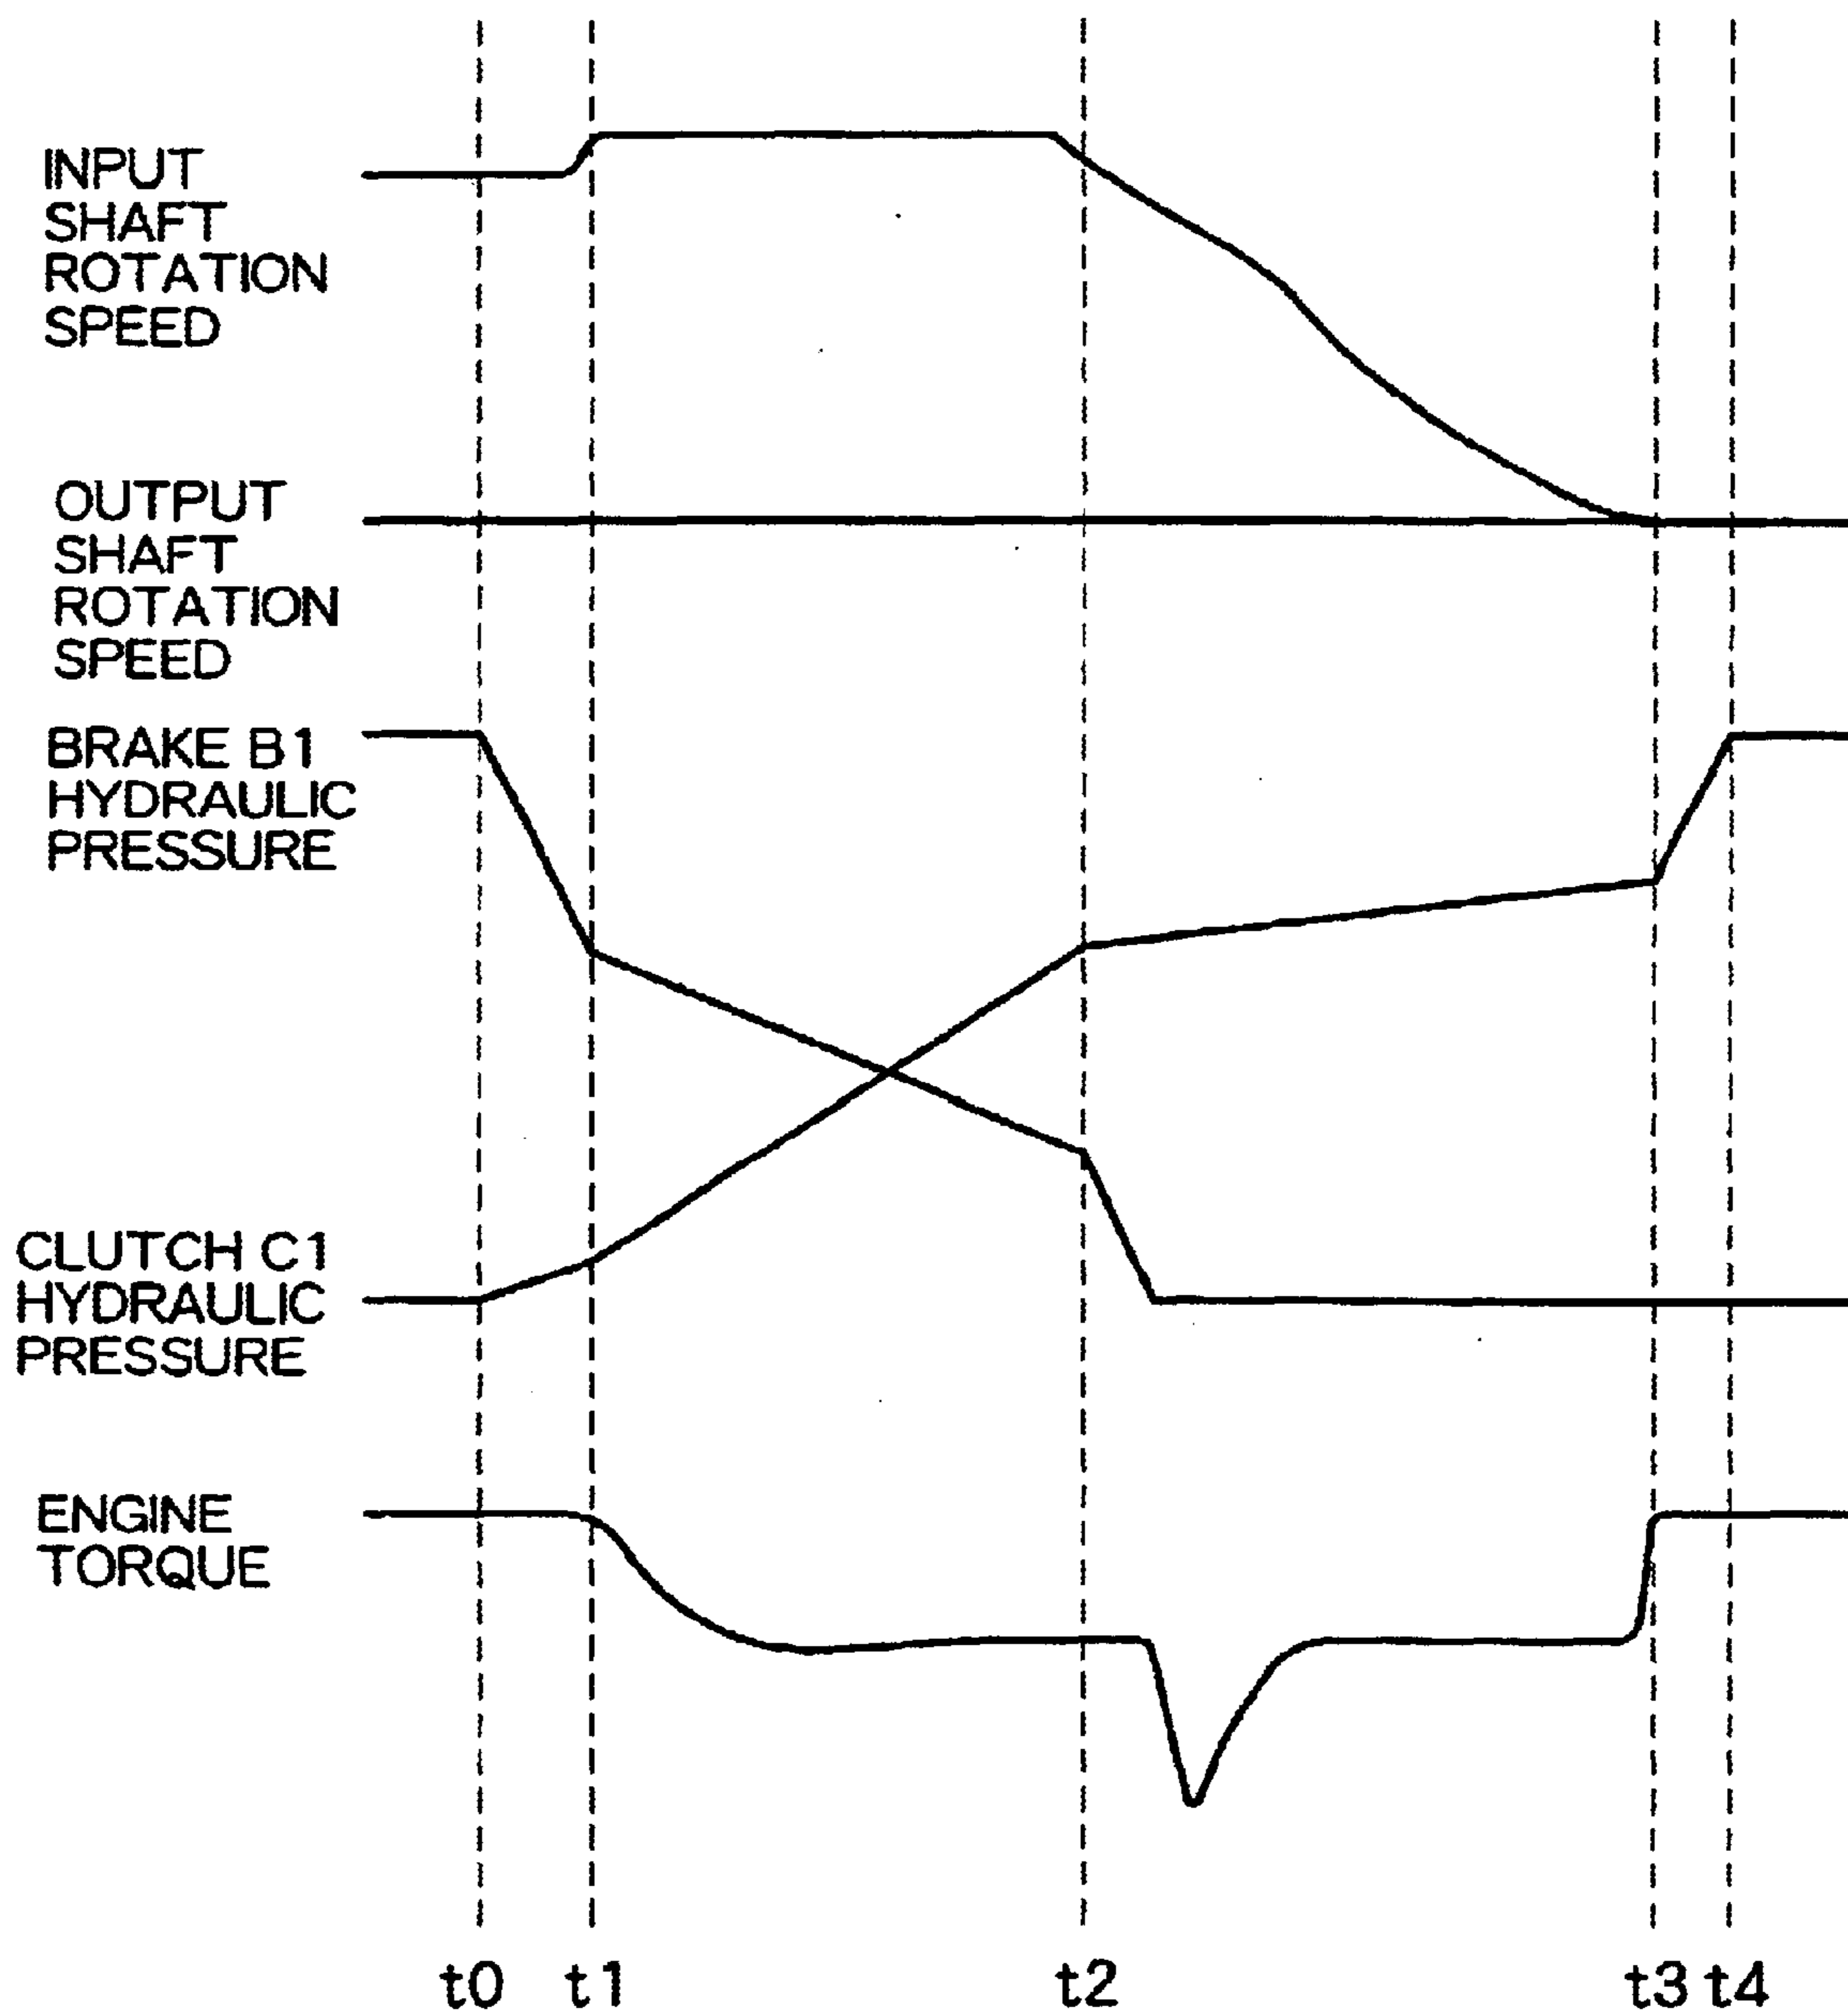 INPUT
SHAFT
ROTATION
SPEED
OUTPUT
SHAFT
ROTATION
SPEED
BRAKE B1
HYDRAULIC
PRESSURE
CLUTCH C1
HYDRAULIC
PRESSURE
ENGINE
TORQUE
t0 t1 t2 t3 t4